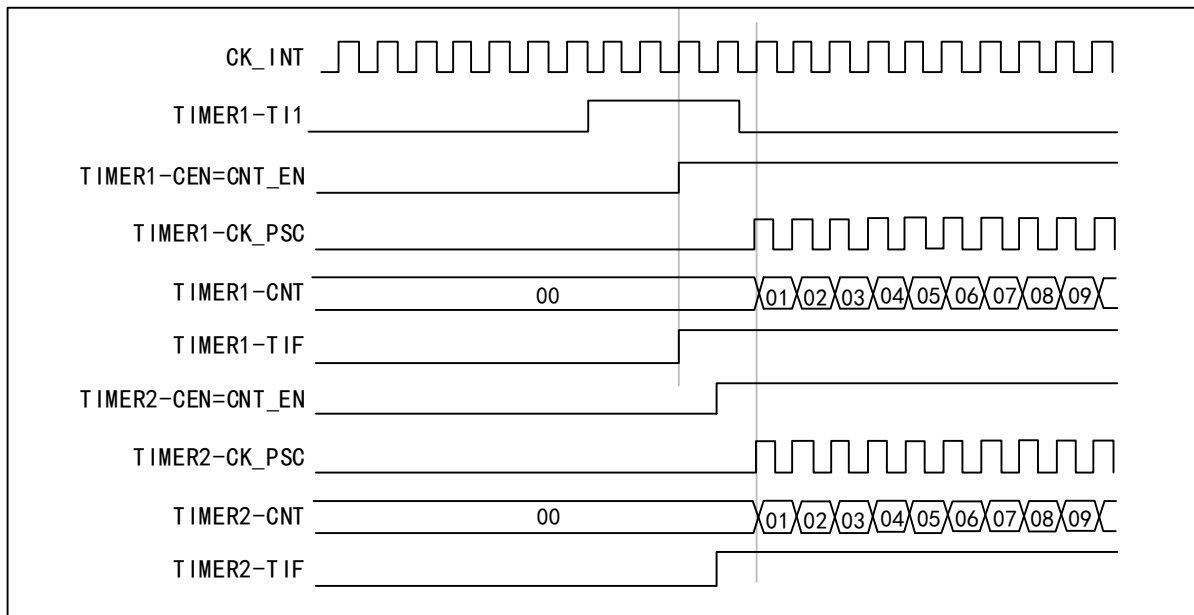 CK_INT
TIMER1-TI1
TIMER1-CEN=CNT_EN
TIMER1-CK_PSC
TIMER1-CNT 00 01 02 03 04 05 06 07 08 09
TIMER1-TIF
TIMER2-CEN=CNT_EN
TIMER2-CK_PSC
TIMER2-CNT 00 01 02 03 04 05 06 07 08 09
TIMER2-TIF